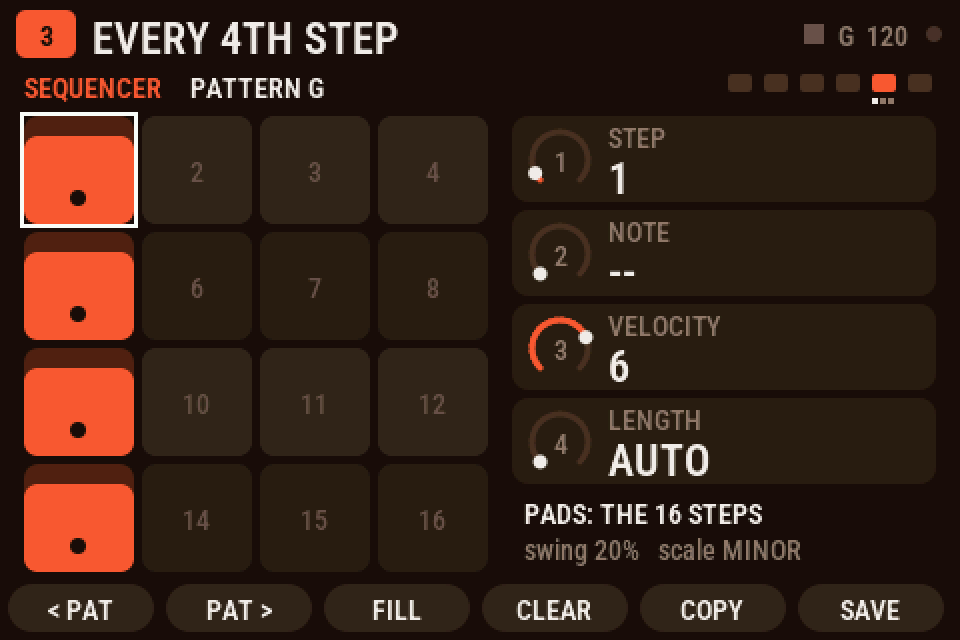 3 EVERY 4TH STEP G 120
SEQUENCER PATTERN G
2 3 4
6 7 8
10 11 12
14 15 16
1 STEP
1
2 NOTE
--
3 VELOCITY
6
4 LENGTH
AUTO
PADS: THE 16 STEPS
swing 20% scale MINOR
< PAT PAT > FILL CLEAR COPY SAVE